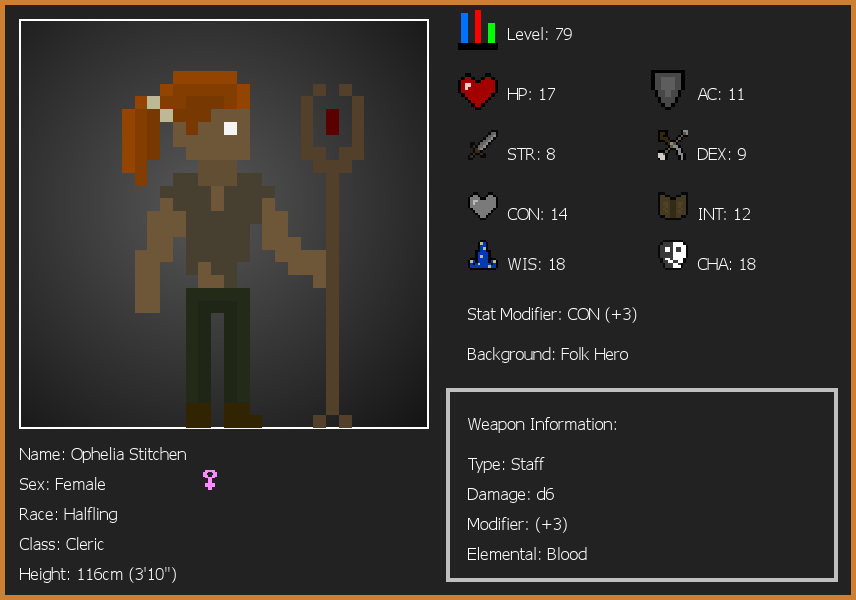 Level: 79
HP: 17
AC: 11
STR: 8
DEX: 9
CON: 14
INT: 12
WIS: 18
CHA: 18
Stat Modifier: CON (+3)
Background: Folk Hero
Weapon Information:
Type: Staff
Damage: d6
Modifier: (+3)
Elemental: Blood
Name: Ophelia Stitchen
Sex: Female
Race: Halfling
Class: Cleric
Height: 116cm (3'10")